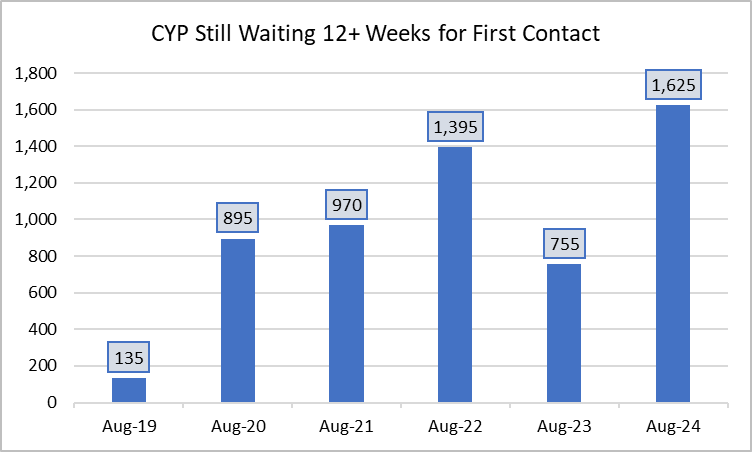 CYP Still Waiting 12+ Weeks for First Contact
1,800
1,600
1,400
1,200
1,000
800
600
400
200
0
135
895
970
1,395
755
1,625
Aug-19
Aug-20
Aug-21
Aug-22
Aug-23
Aug-24